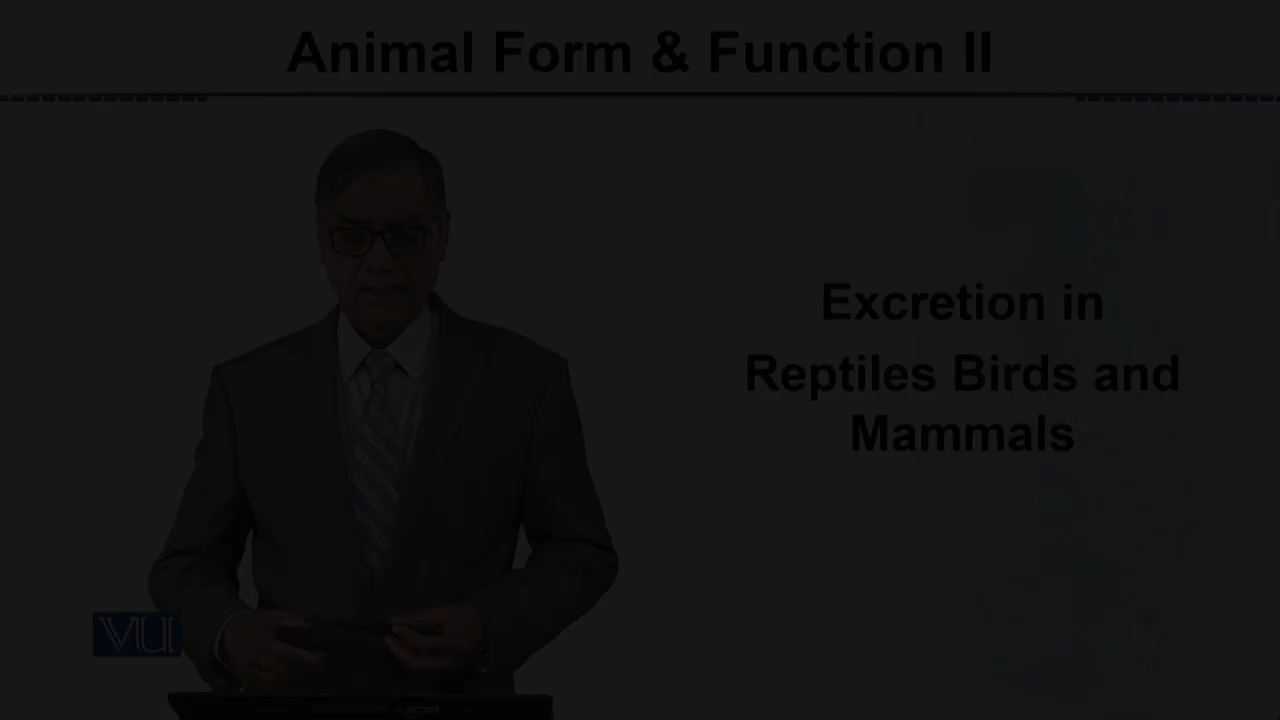 Animal Form & Function II
Excretion in
Reptiles Birds and
Mammals
VU